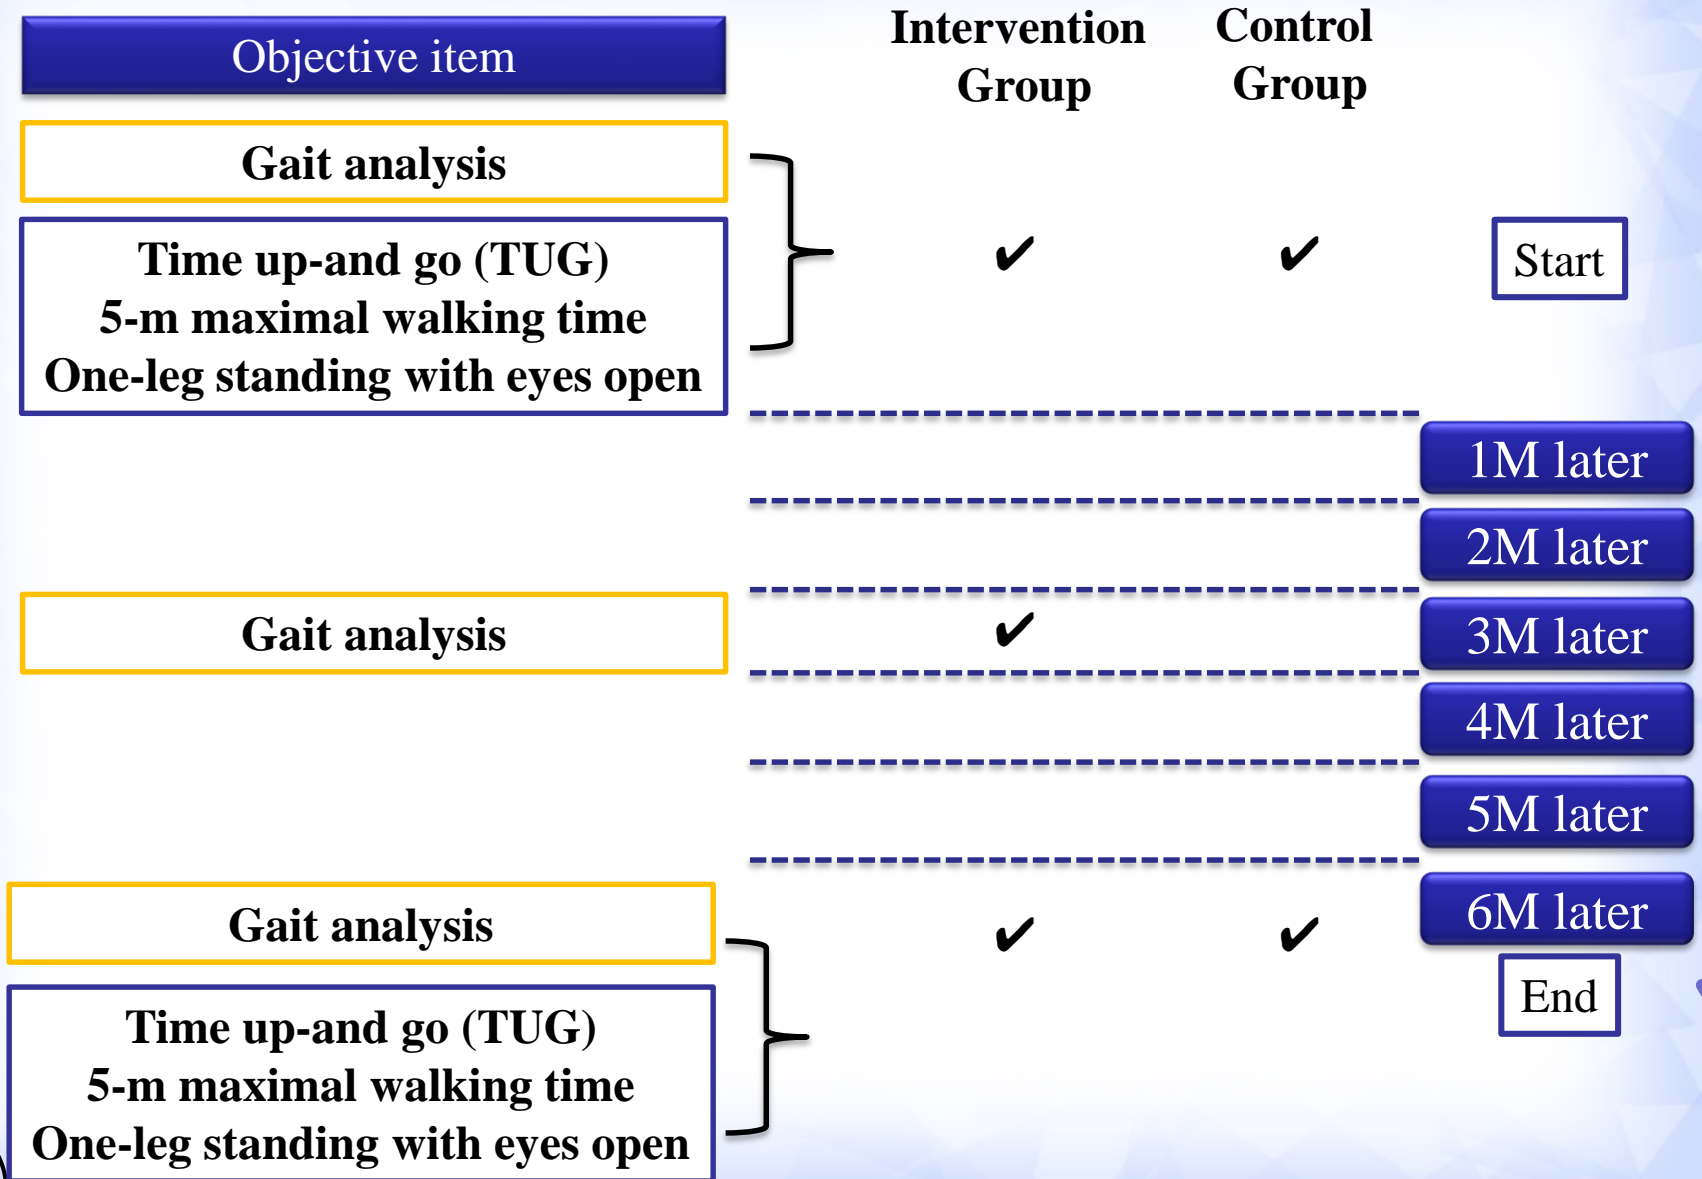 Objective item
Intervention
Group
Control
Group
Gait analysis
Time up-and go (TUG)
5-m maximal walking time
One-leg standing with eyes open
✔ ✔
Start
1M later
2M later
Gait analysis
✔
3M later
4M later
5M later
Gait analysis
✔ ✔
6M later
End
Time up-and go (TUG)
5-m maximal walking time
One-leg standing with eyes open